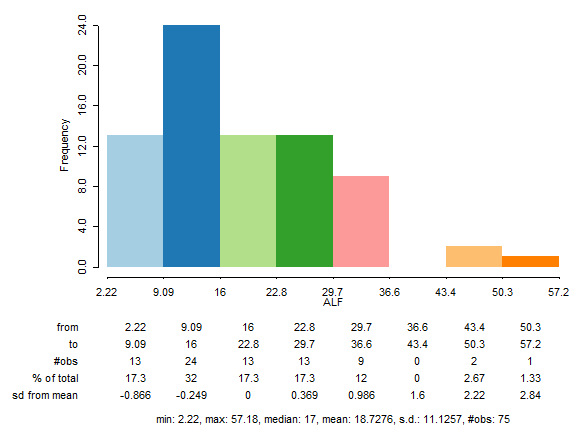 24.0
20.0
16.0
12.0
8.0
4.0
0.0
Frequency
2.22 9.09 16 22.8 29.7 36.6 43.4 50.3 57.2
ALF
from 2.22 9.09 16 22.8 29.7 36.6 43.4 50.3
to 9.09 16 22.8 29.7 36.6 43.4 50.3 57.2
#obs 13 24 13 13 9 0 2 1
% of total 17.3 32 17.3 17.3 12 0 2.67 1.33
sd from mean -0.866 -0.249 0 0.369 0.986 1.6 2.22 2.84
min: 2.22, max: 57.18, median: 17, mean: 18.7276, s.d.: 11.1257, #obs: 75